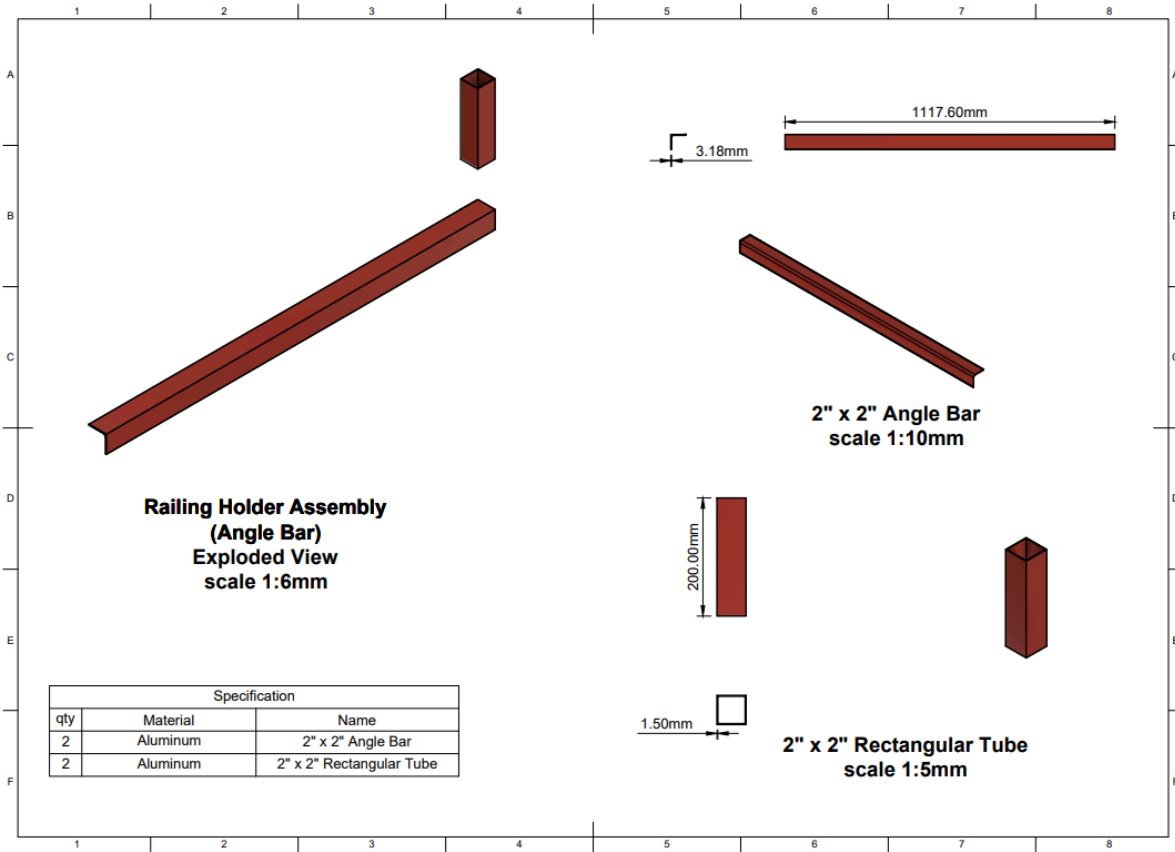 1 2 3 4 5 6 7 8
A
B
C
D
E
F
1117.60mm
3.18mm
2" x 2" Angle Bar
scale 1:10mm
Railing Holder Assembly
(Angle Bar)
Exploded View
scale 1:6mm
200.00mm
1.50mm
2" x 2" Rectangular Tube
scale 1:5mm
Specification
qty Material Name
2 Aluminum 2" x 2" Angle Bar
2 Aluminum 2" x 2" Rectangular Tube
1 2 3 4 5 6 7 8